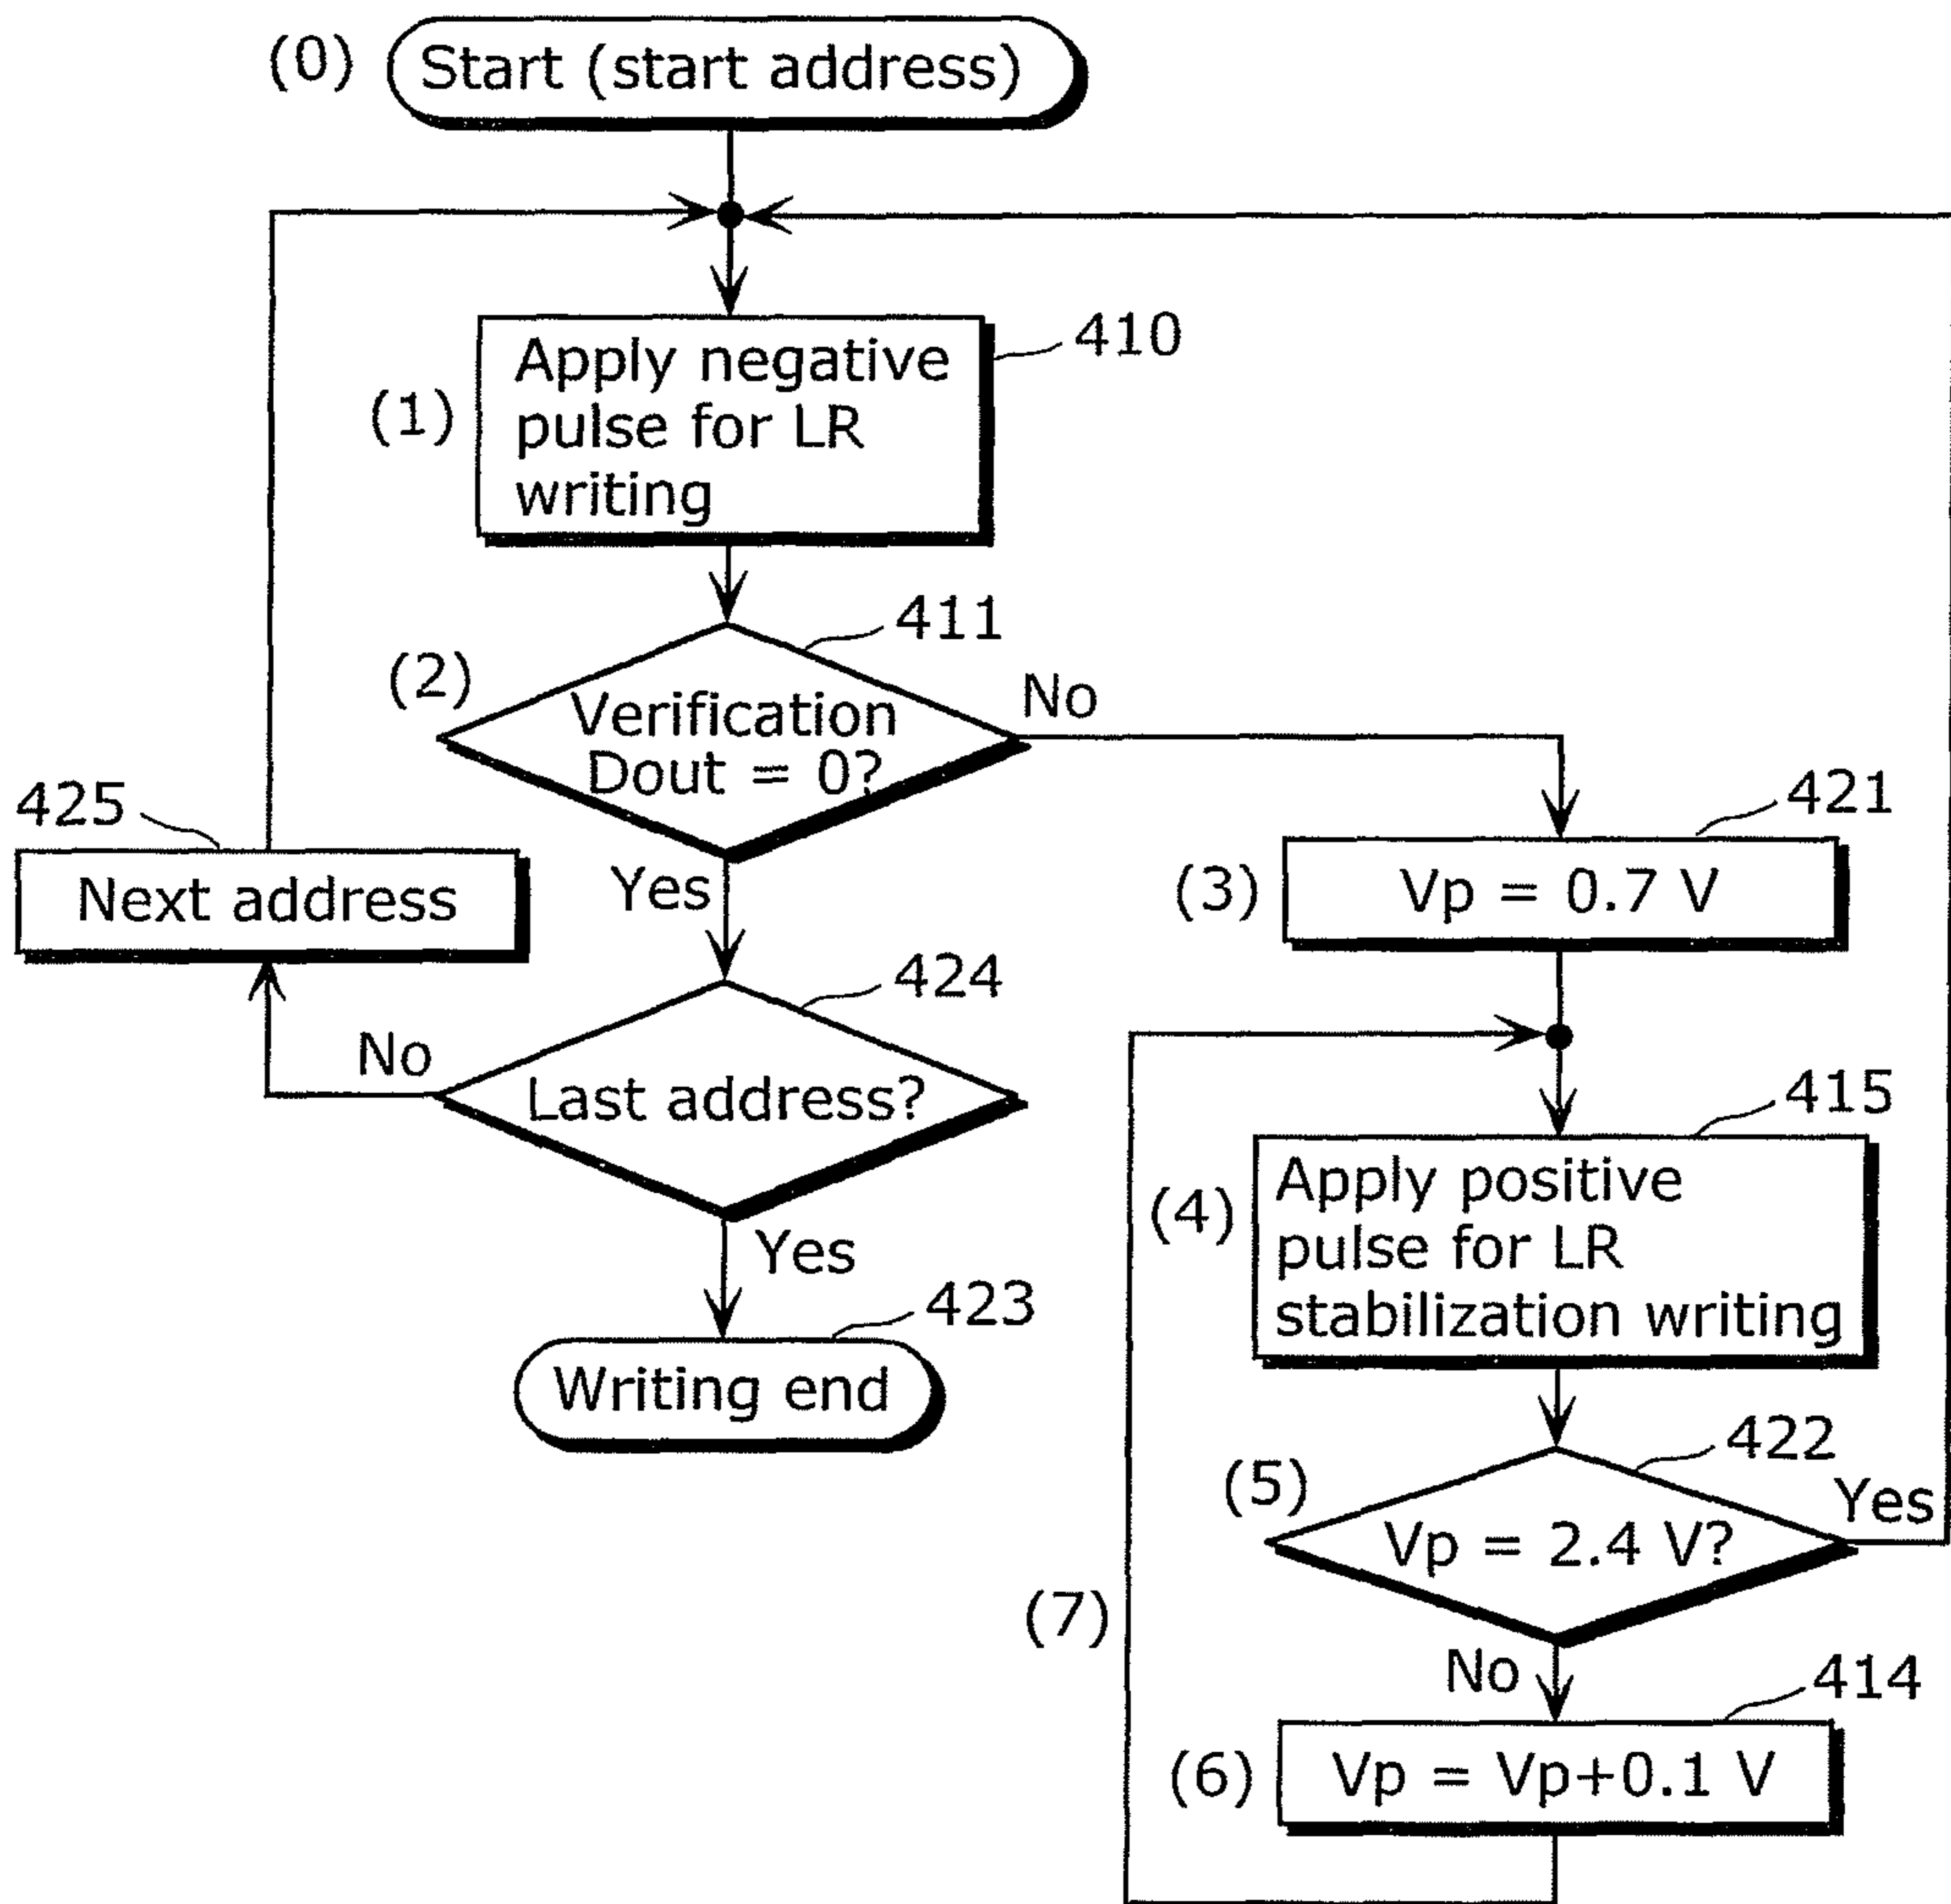 (0) Start (start address)
410
(1) Apply negative
pulse for LR
writing
411
(2) Verification
Dout = 0?
No
Yes
425
Next address
424
Last address?
No
Yes
423
Writing end
421
(3) Vp = 0.7 V
415
(4) Apply positive
pulse for LR
stabilization writing
422
(5) Vp = 2.4 V?
Yes
No
(7)
414
(6) Vp = Vp+0.1 V